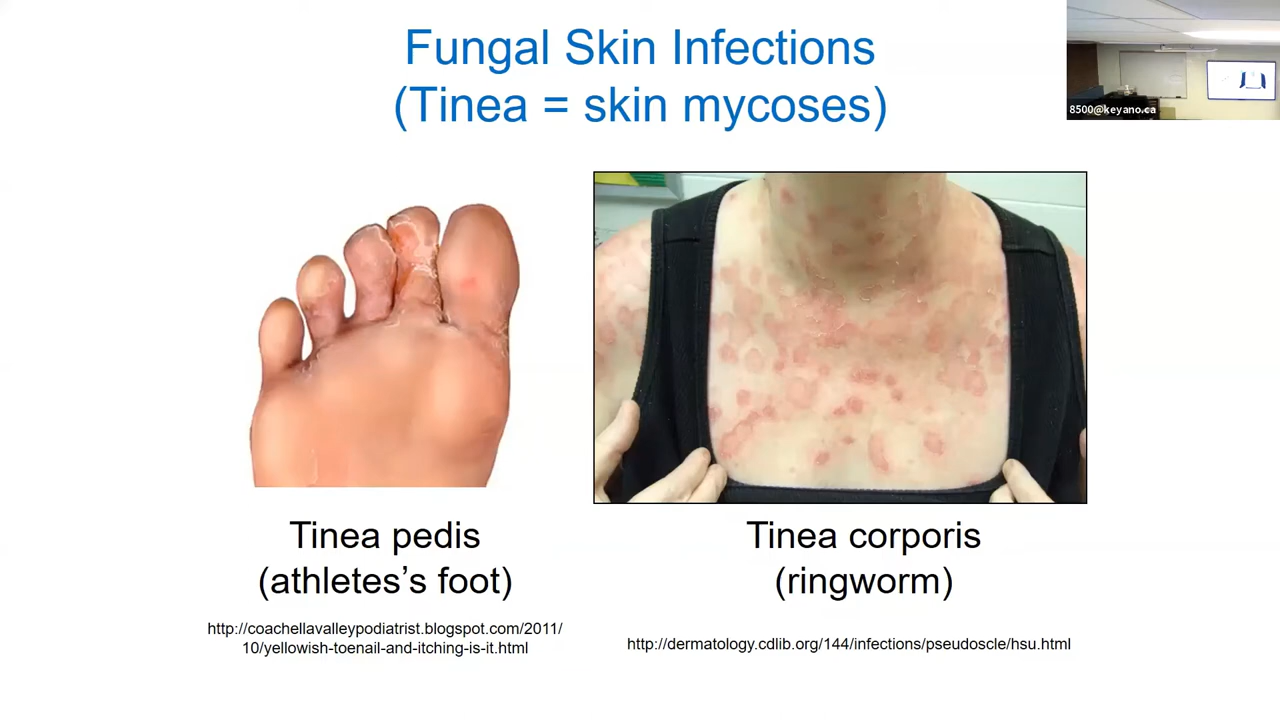 Fungal Skin Infections
(Tinea = skin mycoses)
8500@keyano.ca
Tinea pedis
(athletes's foot)
http://coachellavalleypodiatrist.blogspot.com/2011/
10/yellowish-toenail-and-itching-is-it.html
Tinea corporis
(ringworm)
http://dermatology.cdlib.org/144/infections/pseudoscle/hsu.html